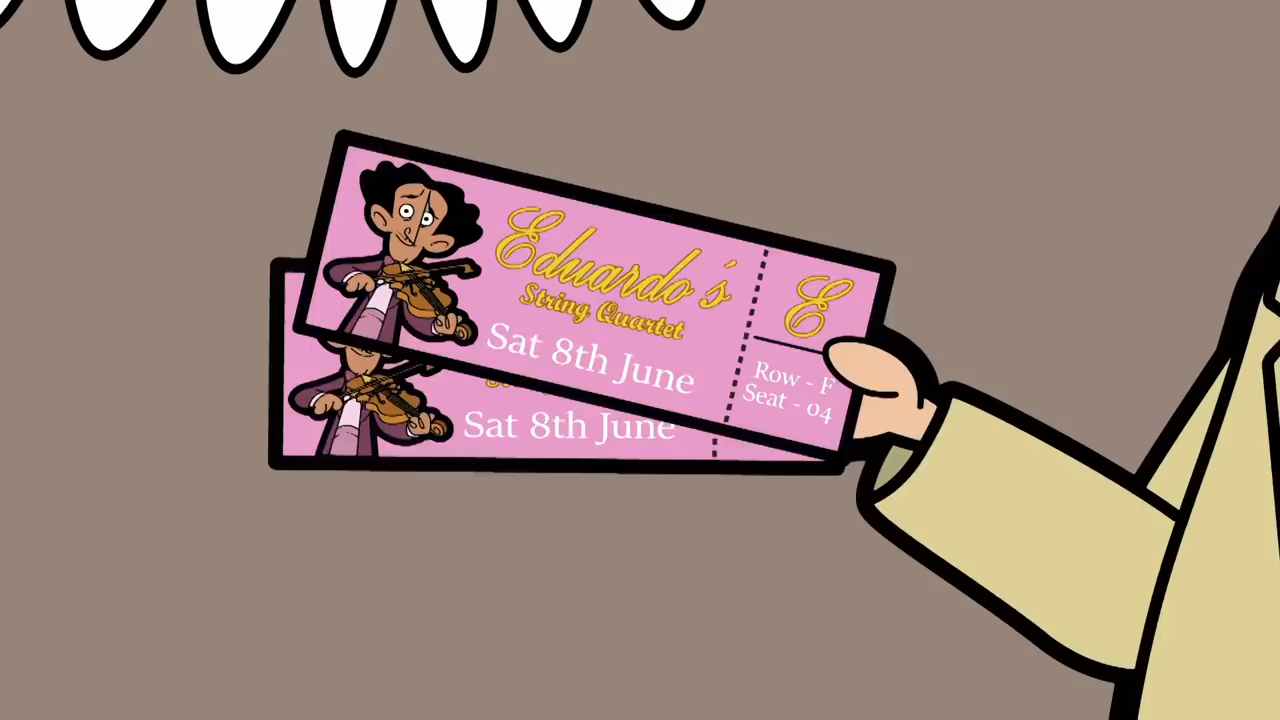 Eduardo's
String Quartet
Sat 8th June
E
Row - F
Seat - 04
Sat 8th June